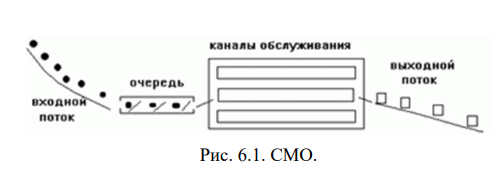 каналы обслуживания
выходной
поток
очередь
входной
поток
Рис. 6.1. СМО.